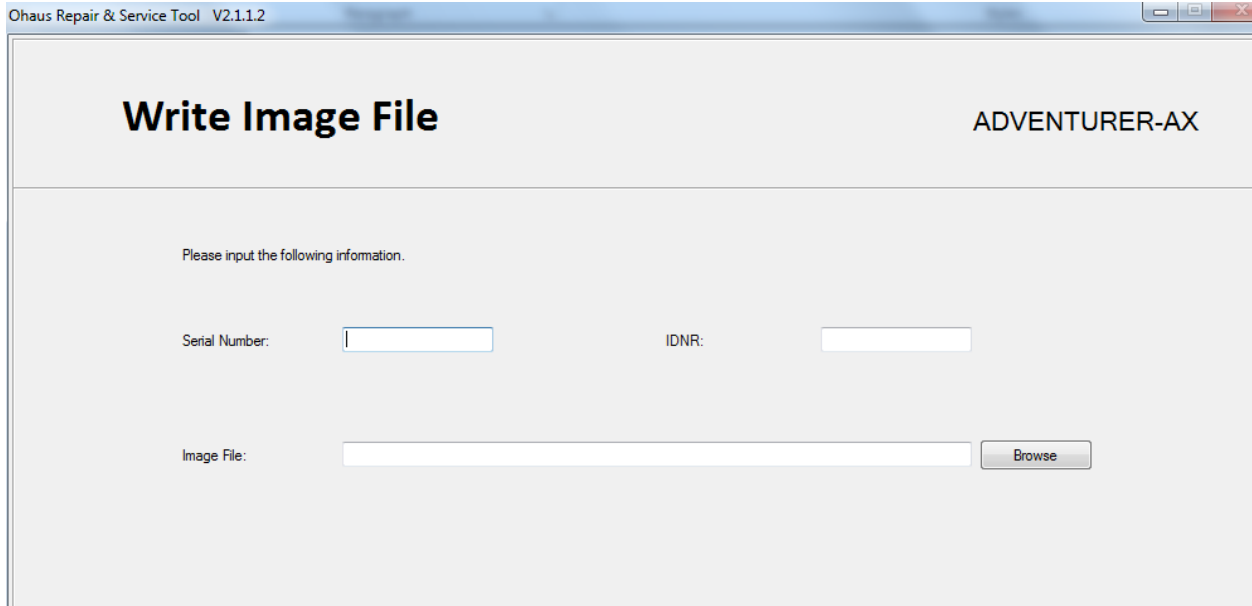 Ohaus Repair & Service Tool V2.1.1.2
Write Image File
ADVENTURER-AX
Please input the following information.
Serial Number:
IDNR:
Image File:
Browse